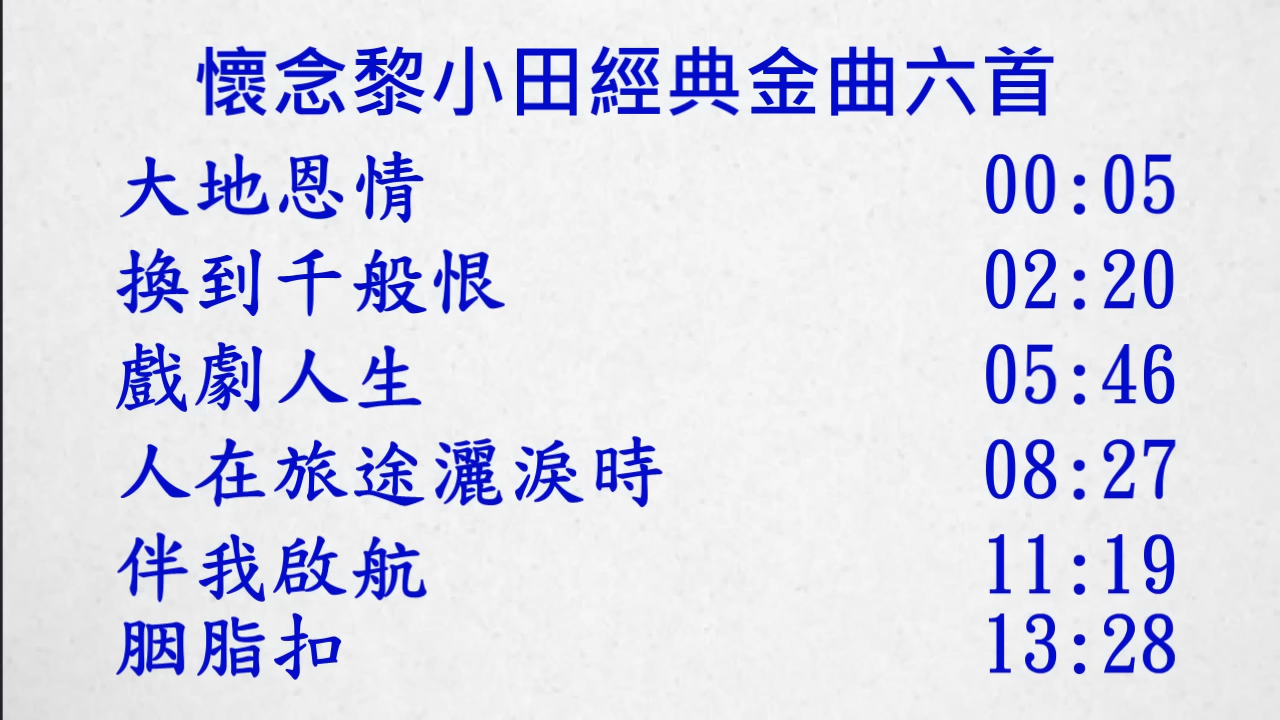 懷念黎小田經典金曲六首
大地恩情 00:05
換到千般恨 02:20
戲劇人生 05:46
人在旅途灑淚時 08:27
伴我啟航 11:19
胭脂扣 13:28